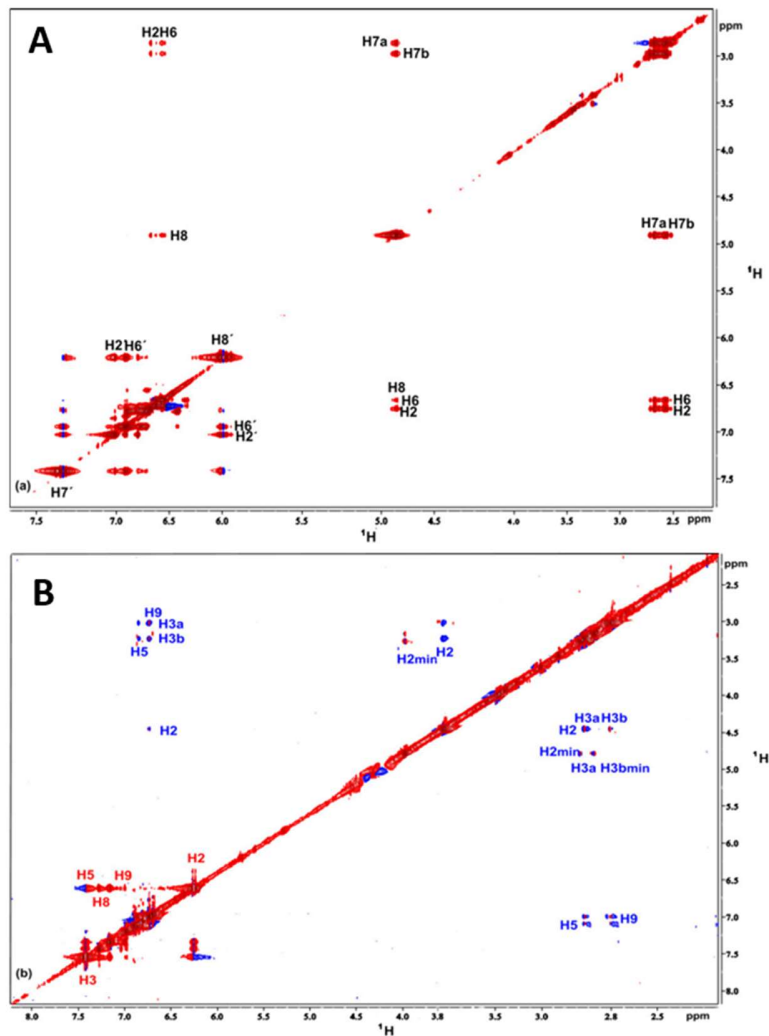 A
ppm
H2H6
H7a
H7b
3.0
3.5
4.0
4.5
H8
H7a H7b
5.0
¹H
5.5
H2 H6´
H8´
6.0
H8
H6
H2
H6
H2
6.5
H6´
H2´
7.0
H7´
7.5
(a)
7.5 7.0 6.5 6.0 5.0 4.5 4.0 3.5 3.0 2.5 ppm
¹H
B
ppm
2.5
H9
H3a
H3b
H5
H2min
H2
3.0
3.5
4.0
H2
H3a H3b
H2
4.5
H2min
H3a H3bmin
5.0
¹H
5.5
6.0
H5 H9
H8
H2
6.5
H5
H9
7.0
H3
7.5
(b)
8.0
8.0 7.5 7.0 6.5 6.0 5.5 5.0 4.5 4.0 3.8 3.0 2.8 ppm
¹H